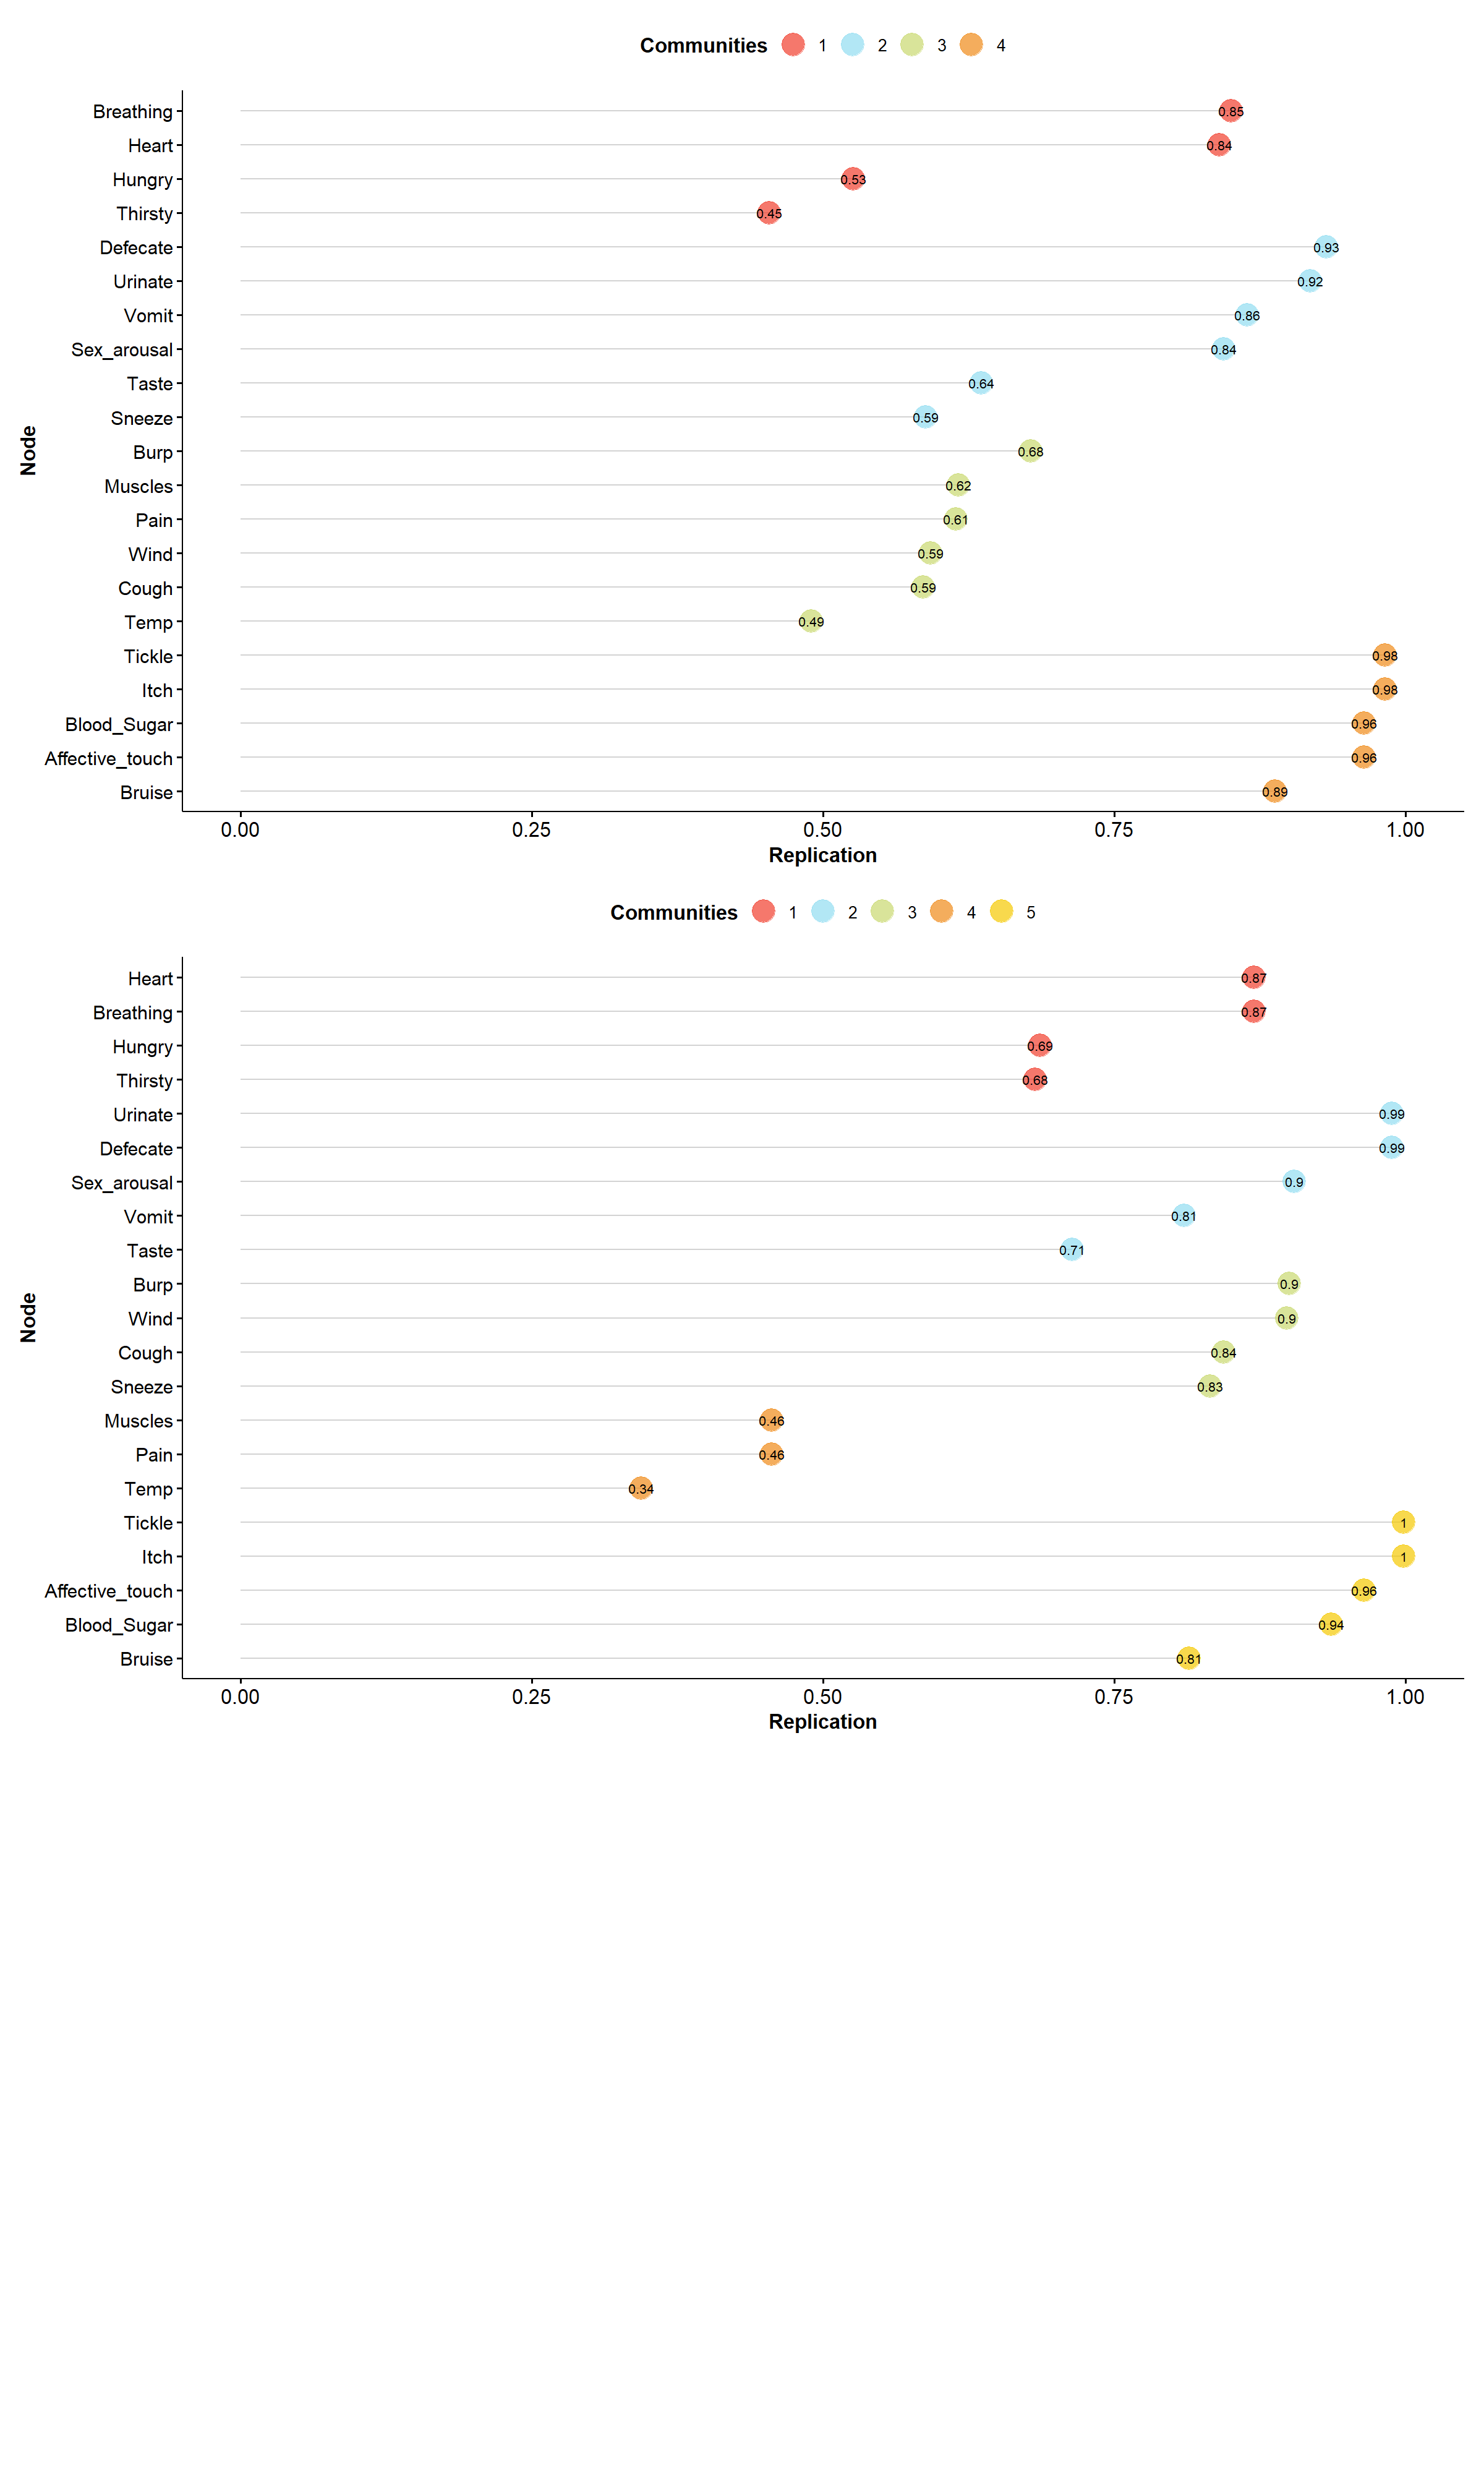 Communities 1 2 3 4
Node
Breathing 0.85
Heart 0.84
Hungry 0.53
Thirsty 0.45
Defecate 0.93
Urinate 0.92
Vomit 0.86
Sex_arousal 0.84
Taste 0.64
Sneeze 0.59
Burp 0.68
Muscles 0.62
Pain 0.61
Wind 0.59
Cough 0.59
Temp 0.49
Tickle 0.98
Itch 0.98
Blood_Sugar 0.96
Affective_touch 0.96
Bruise 0.89
0.00 0.25 0.50 0.75 1.00
Replication
Communities 1 2 3 4 5
Node
Heart 0.87
Breathing 0.87
Hungry 0.69
Thirsty 0.68
Urinate 0.99
Defecate 0.99
Sex_arousal 0.9
Vomit 0.81
Taste 0.71
Burp 0.9
Wind 0.9
Cough 0.84
Sneeze 0.83
Muscles 0.46
Pain 0.46
Temp 0.34
Tickle 1
Itch 1
Affective_touch 0.96
Blood_Sugar 0.94
Bruise 0.81
0.00 0.25 0.50 0.75 1.00
Replication